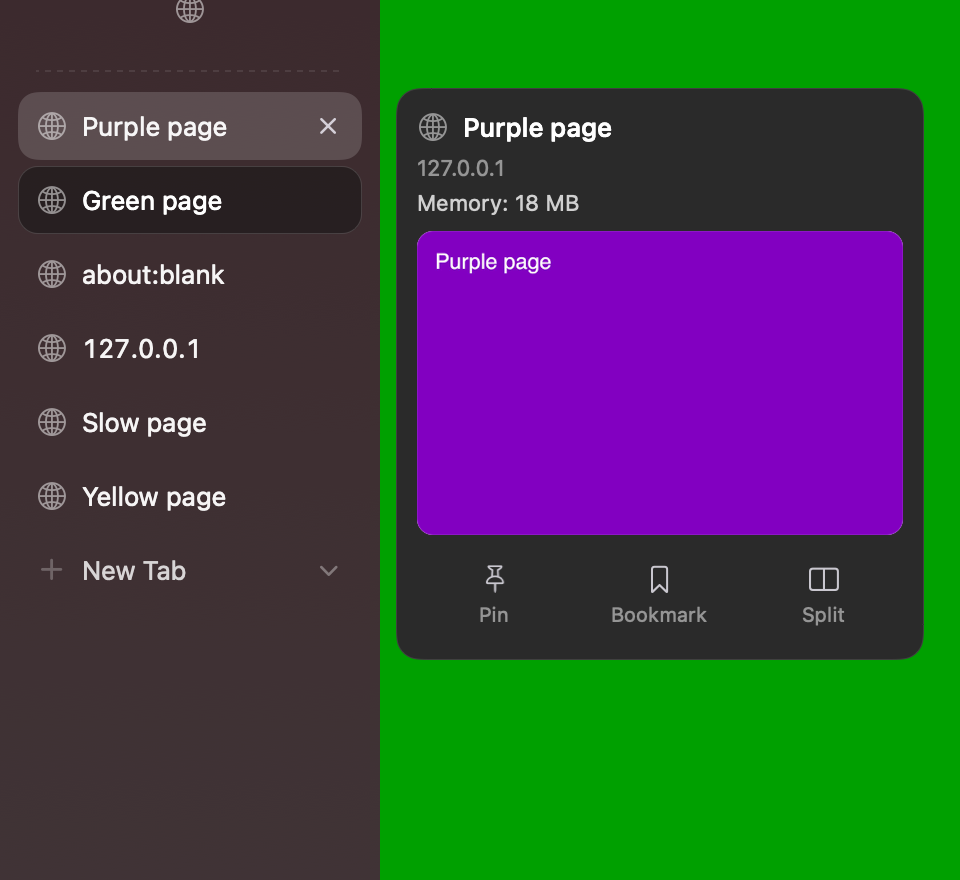 Purple page
Green page
about:blank
127.0.0.1
Slow page
Yellow page
New Tab
Purple page
127.0.0.1
Memory: 18 MB
Purple page
Pin
Bookmark
Split